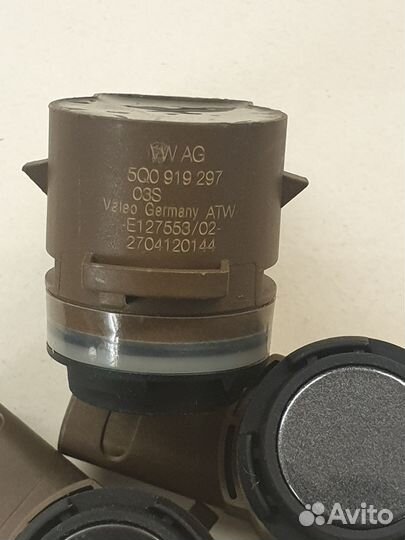 VW AG
5Q0 919 297
03S
Valeo Germany ATW
-E127553/02-
2704120144
Avito